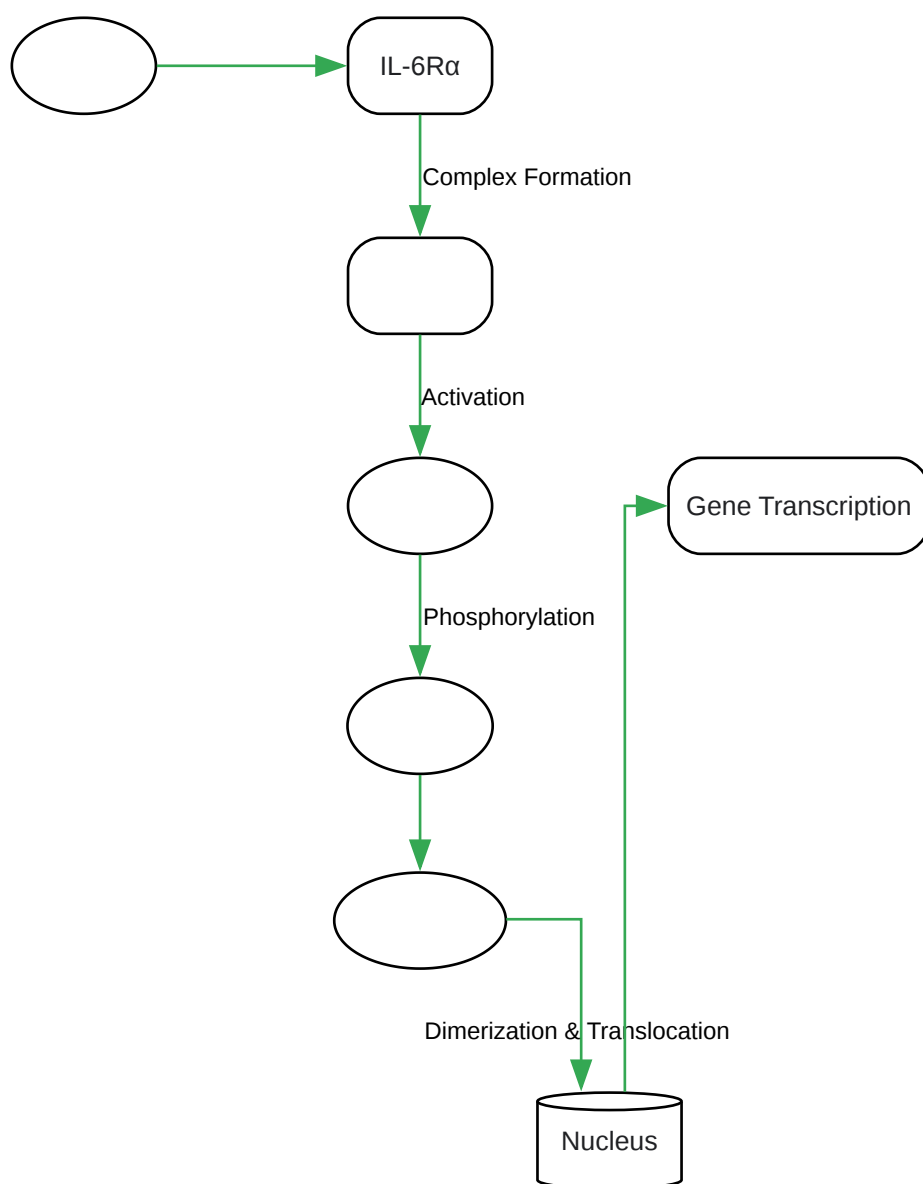 IL-6Rα
Complex Formation
Activation
Gene Transcription
Phosphorylation
Dimerization & Translocation
Nucleus